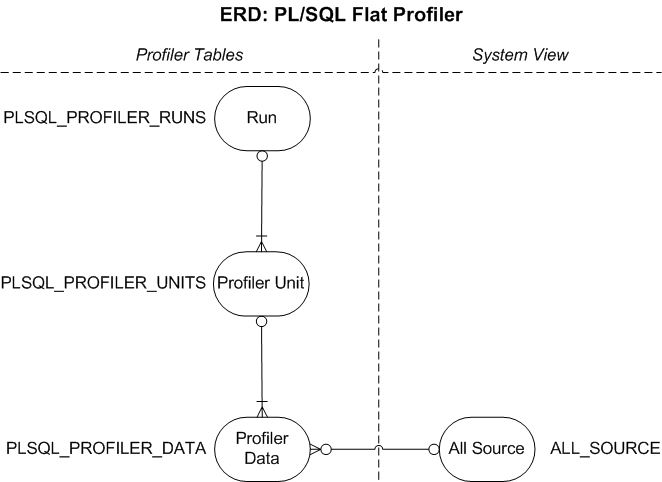 ERD: PL/SQL Flat Profiler
Profiler Tables
System View
PLSQL_PROFILER_RUNS
Run
PLSQL_PROFILER_UNITS
Profiler Unit
PLSQL_PROFILER_DATA
Profiler
Data
All Source
ALL_SOURCE